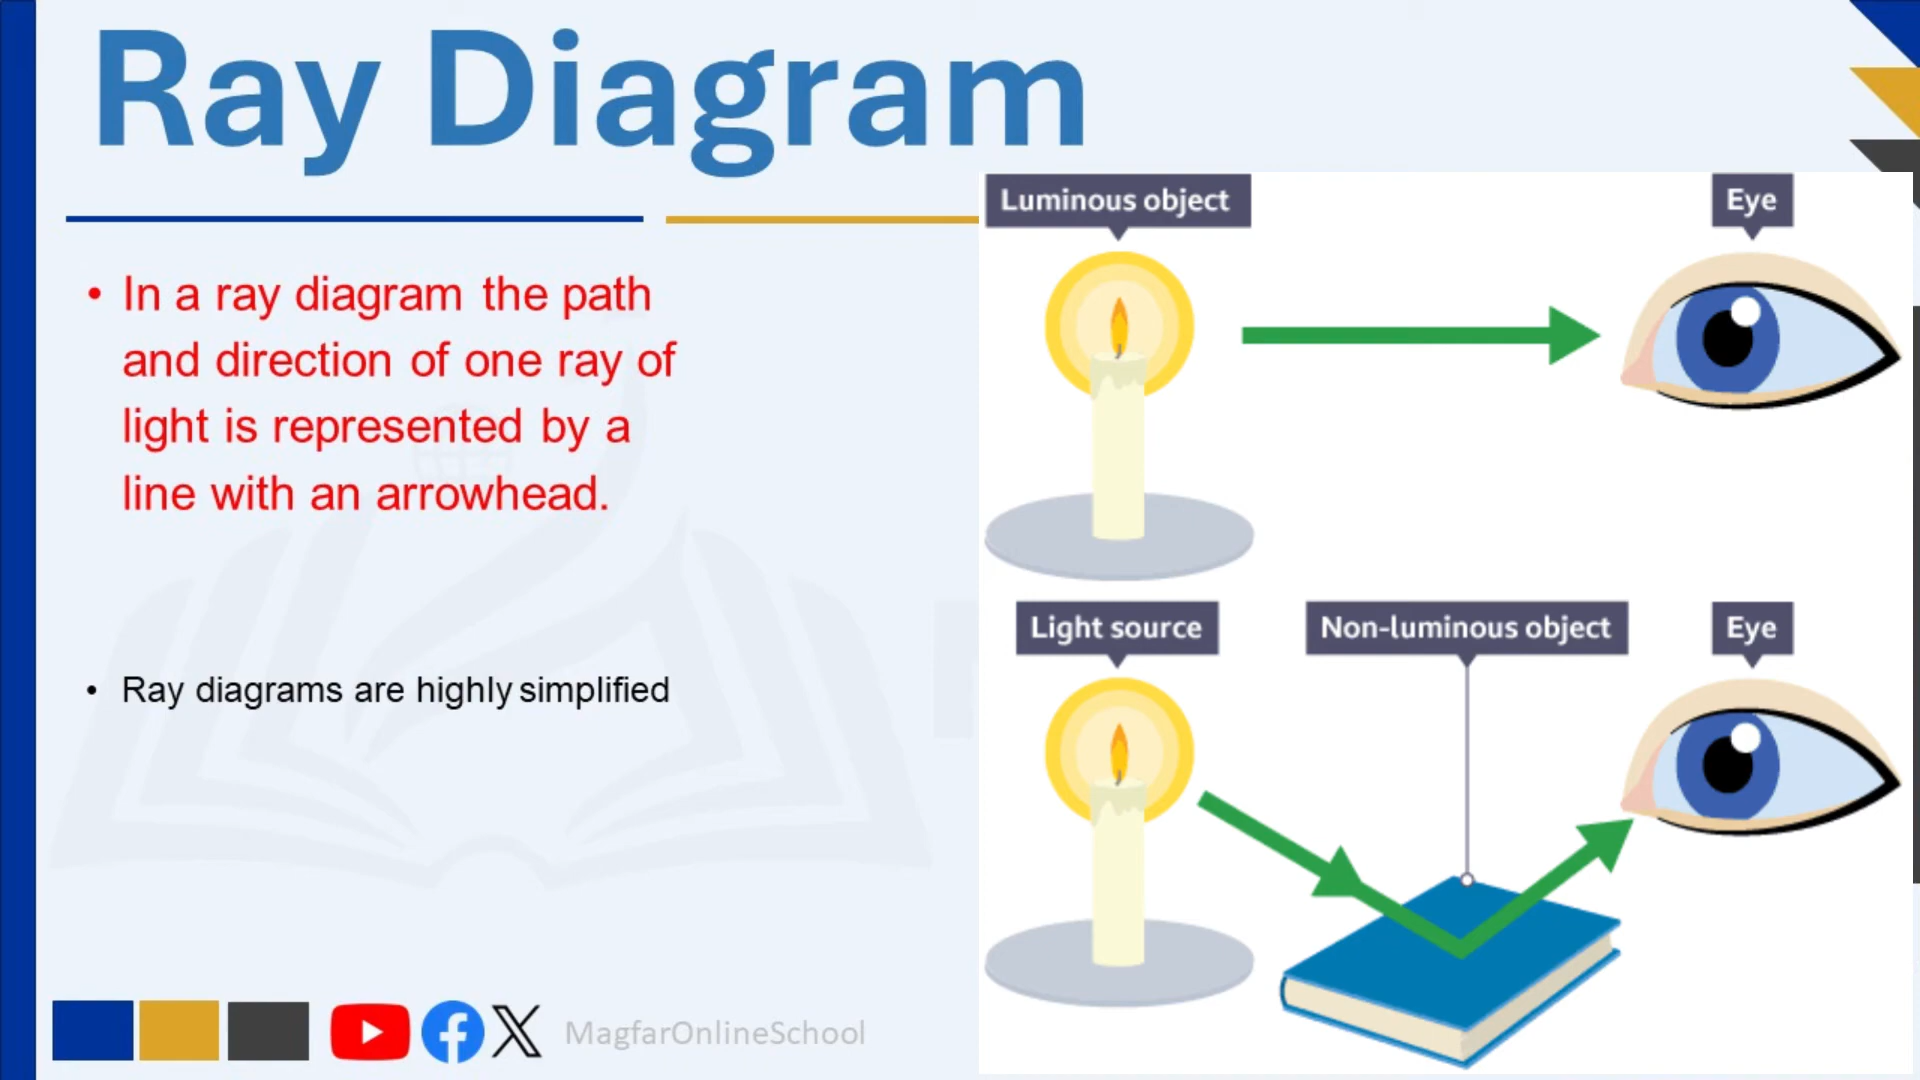 Ray Diagram
• In a ray diagram the path
and direction of one ray of
light is represented by a
line with an arrowhead.
• Ray diagrams are highly simplified
Luminous object
Eye
Light source
Non-luminous object
Eye
MagfarOnlineSchool